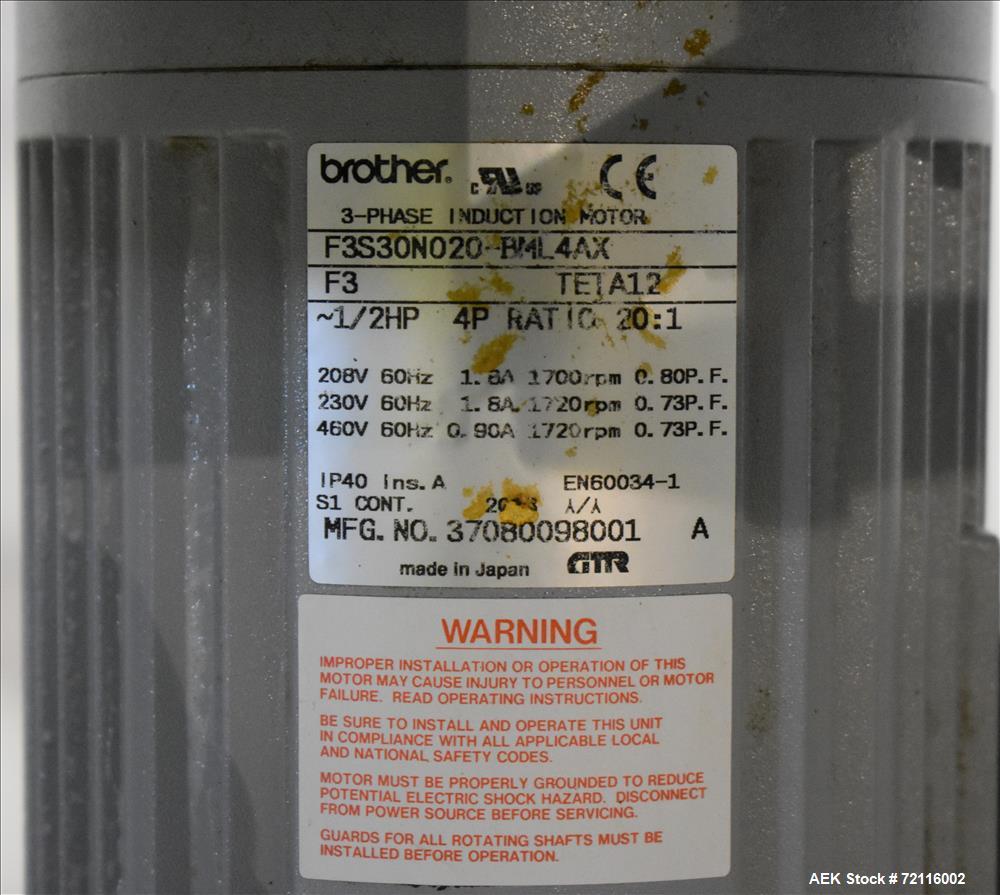 brother®
c RU us CE
3-PHASE INDUCTION MOTOR
F3S30N020-BML4AX
F3 TETA12
~1/2HP 4P RATIO 20:1
208V 60Hz 1.8A 1700rpm 0.80P.F.
230V 60Hz 1.8A 1720rpm 0.73P.F.
460V 60Hz 0.90A 1720rpm 0.73P.F.
IP40 Ins.A EN60034-1
S1 CONT. ⅄/⅄
MFG.NO.37080098001 A
made in Japan GTR
WARNING
IMPROPER INSTALLATION OR OPERATION OF THIS
MOTOR MAY CAUSE INJURY TO PERSONNEL OR MOTOR
FAILURE. READ OPERATING INSTRUCTIONS.
BE SURE TO INSTALL AND OPERATE THIS UNIT
IN COMPLIANCE WITH ALL APPLICABLE LOCAL
AND NATIONAL SAFETY CODES.
MOTOR MUST BE PROPERLY GROUNDED TO REDUCE
POTENTIAL ELECTRIC SHOCK HAZARD. DISCONNECT
FROM POWER SOURCE BEFORE SERVICING.
GUARDS FOR ALL ROTATING SHAFTS MUST BE
INSTALLED BEFORE OPERATION.
AEK Stock # 72116002